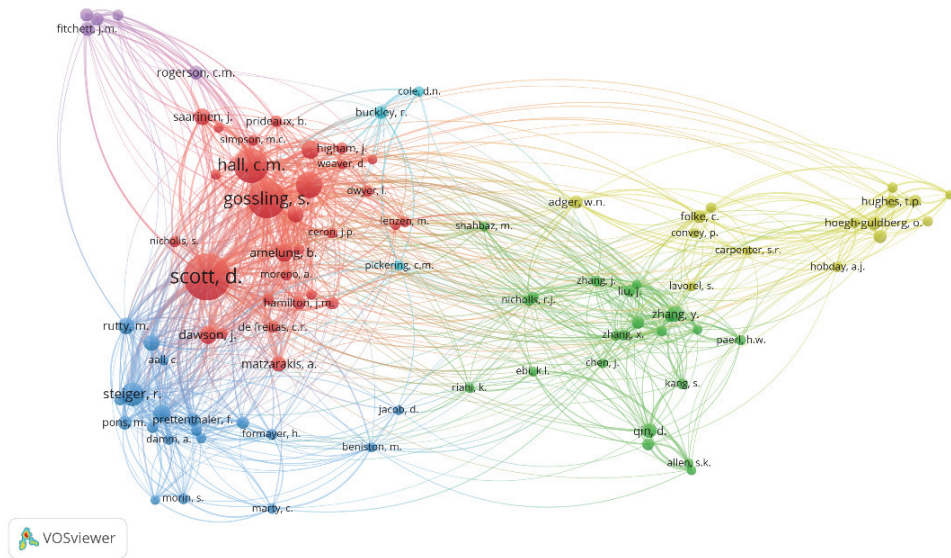 fitchett, j.m.
rogerson, c.m.
cole, d.n.
buckley, r.
saarinen, j.
prideaux, b.
simpson, m.c.
higham, j.
hall, c.m.
weaver, d.
gossling, s.
dwyer, l.
adger, w.n.
hughes, t.p.
folke, c.
hoegh-guldberg, o.
lenzen, m.
shahbaz, m.
ceron, j.p.
convey, p.
nicholls, s.
amelung, b.
carpenter, s.r.
pickering, c.m.
hobday, a.j.
scott, d.
moreno, a.
zhang, j.
liu, j.
lavorel, s.
hamilton, j.m.
nicholls, r.j.
zhang, y.
rutty, m.
de freitas, c.r.
dawson, j.
zhang, x.
paerl, h.w.
aall, c.
matzarakis, a.
chen, j.
ebi, k.l.
kang, s.
riahi, k.
steiger, r.
jacob, d.
pons, m.
prettenthaler, f.
formayer, h.
qin, d.
damm, a.
beniston, m.
allen, s.k.
morin, s.
marty, c.
VOSviewer